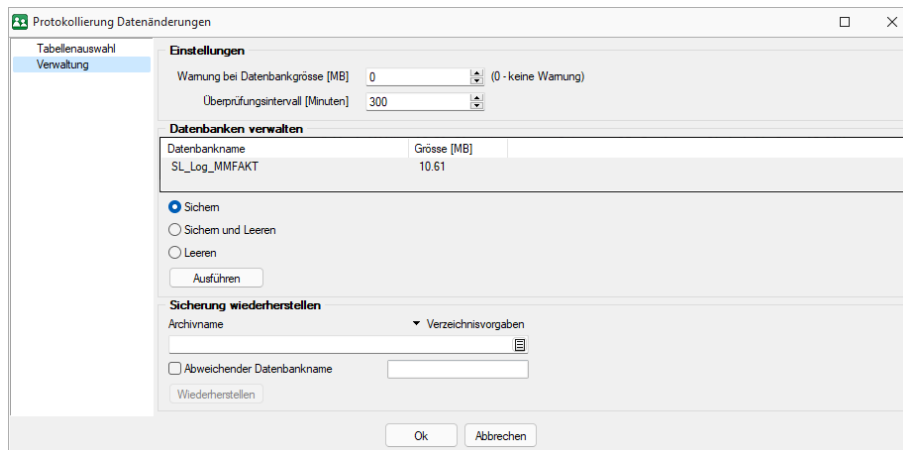 Protokollierung Datenänderungen
Tabellenauswahl
Verwaltung
Einstellungen
Warnung bei Datenbankgrösse [MB] 0 (0 - keine Warnung)
Überprüfungsintervall [Minuten] 300
Datenbanken verwalten
Datenbankname Grösse [MB]
SL_Log_MMFAKT 10.61
Sichern
Sichern und Leeren
Leeren
Ausführen
Sicherung wiederherstellen
Archivname Verzeichnisvorgaben
Abweichender Datenbankname
Wiederherstellen
Ok Abbrechen